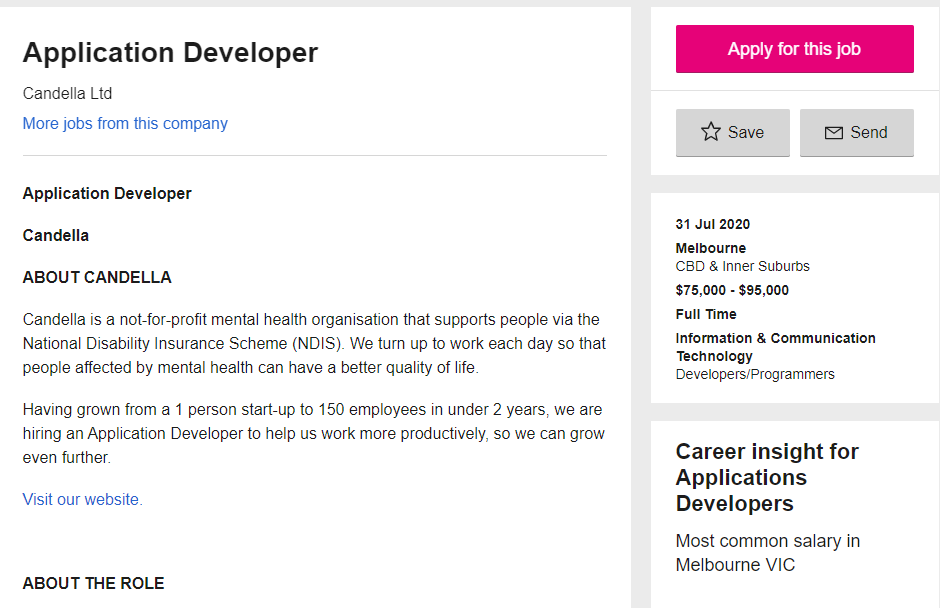 Application Developer
Candella Ltd
More jobs from this company
Application Developer
Candella
ABOUT CANDELLA
Candella is a not-for-profit mental health organisation that supports people via the
National Disability Insurance Scheme (NDIS). We turn up to work each day so that
people affected by mental health can have a better quality of life.
Having grown from a 1 person start-up to 150 employees in under 2 years, we are
hiring an Application Developer to help us work more productively, so we can grow
even further.
Visit our website.
ABOUT THE ROLE
Apply for this job
Save
Send
31 Jul 2020
Melbourne
CBD & Inner Suburbs
$75,000 - $95,000
Full Time
Information & Communication
Technology
Developers/Programmers
Career insight for
Applications
Developers
Most common salary in
Melbourne VIC